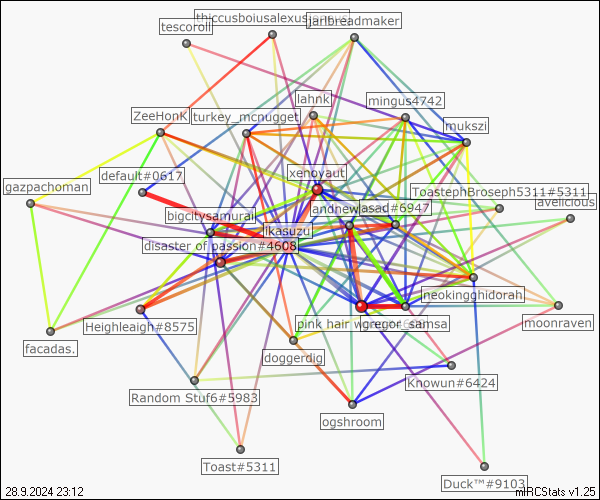 thiccusboiusalexus
tescoroll
jarlbreadmaker
lahnk
mingus4742
ZeeHonK
turkey_mcnugget
mukszi
xenoyaut
default#0617
gazpachoman
ToastephBroseph5311#5311
avelicious
bigcitysamurai
andnew
asad#6947
ikasuzu
disaster of passion#4608
neokingghidorah
Heighleaigh#8575
pink hair w
gregor_samsa
moonraven
facadas.
doggerdig
Knowun#6424
Random Stuf6#5983
ogshroom
Toast#5311
Duck™#9103
28.9.2024 23:12
mIRCStats v1.25